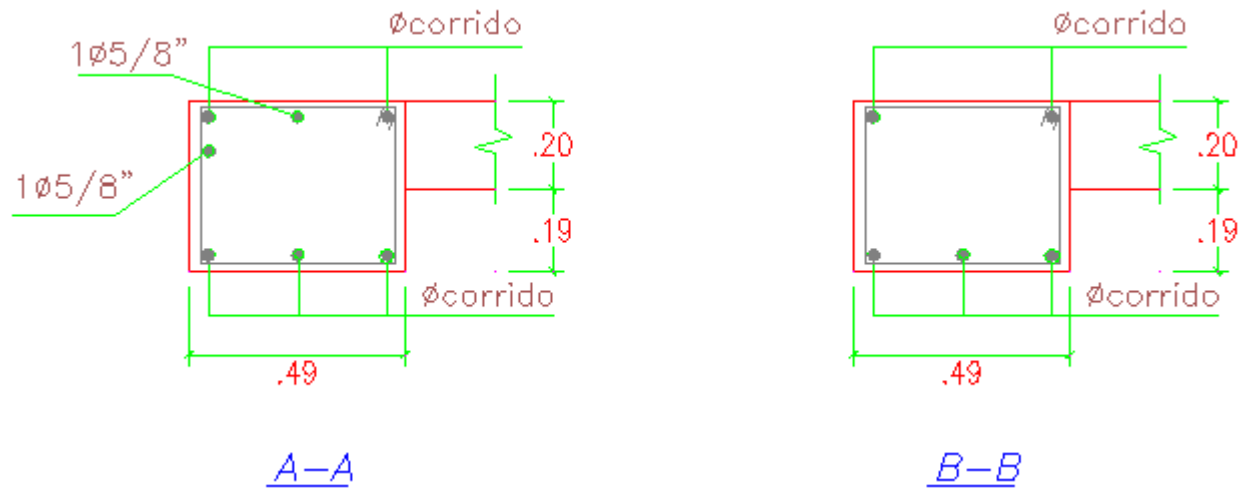 Øcorrido
1Ø5/8”
.20
1Ø5/8”
.19
Øcorrido
.49
A–A
Øcorrido
.20
.19
Øcorrido
.49
B–B